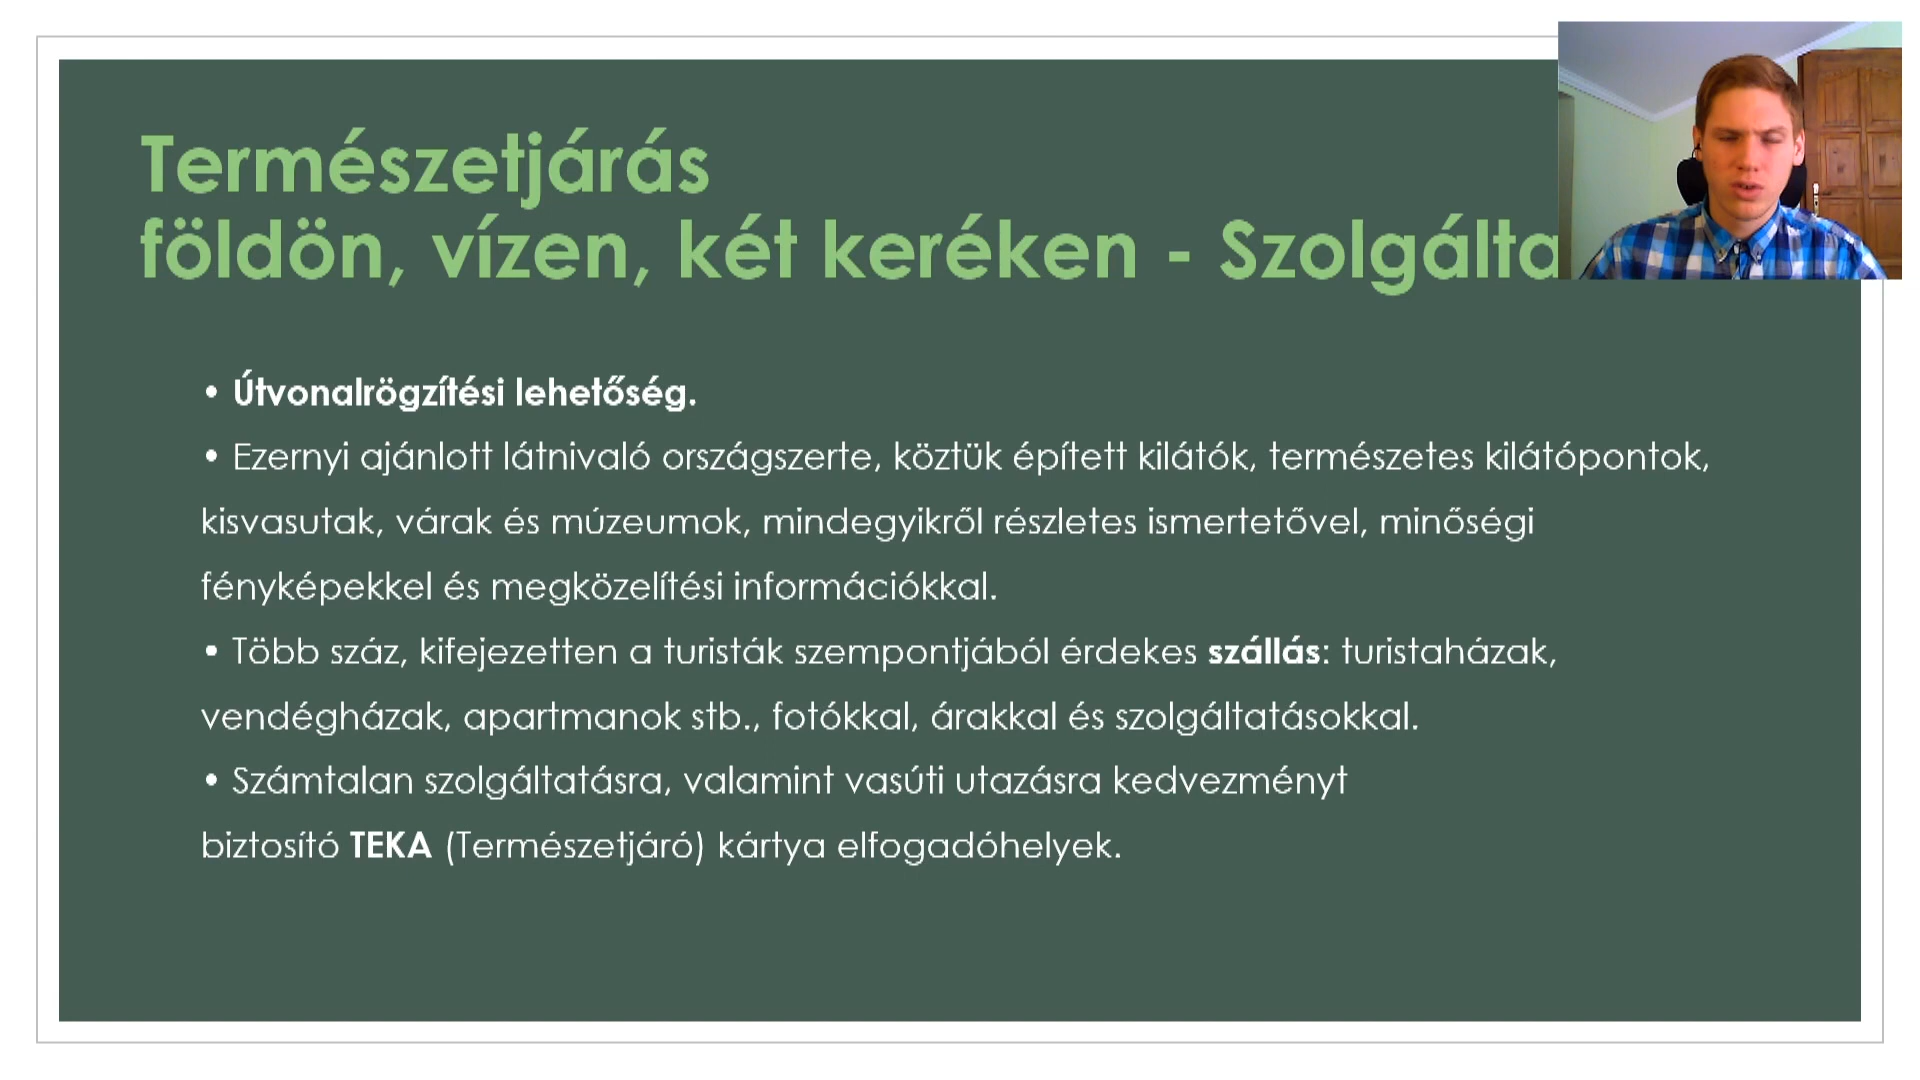 Természetjárás
földön, vízen, két keréken -
• Útvonalrögzítési lehetőség.
• Ezernyi ajánlott látnivaló országszerte, köztük épített kilátók, természetes kilátópontok,
kisvasutak, várak és múzeumok, mindegyikről részletes ismertetővel, minőségi
fényképekkel és megközelítési információkkal.
• Több száz, kifejezetten a turisták szempontjából érdekes szállás: turistaházak,
vendégházak, apartmanok stb., fotókkal, árakkal és szolgáltatásokkal.
• Számtalan szolgáltatásra, valamint vasúti utazásra kedvezményt
biztosító TEKA (Természetjáró) kártya elfogadóhelyek.